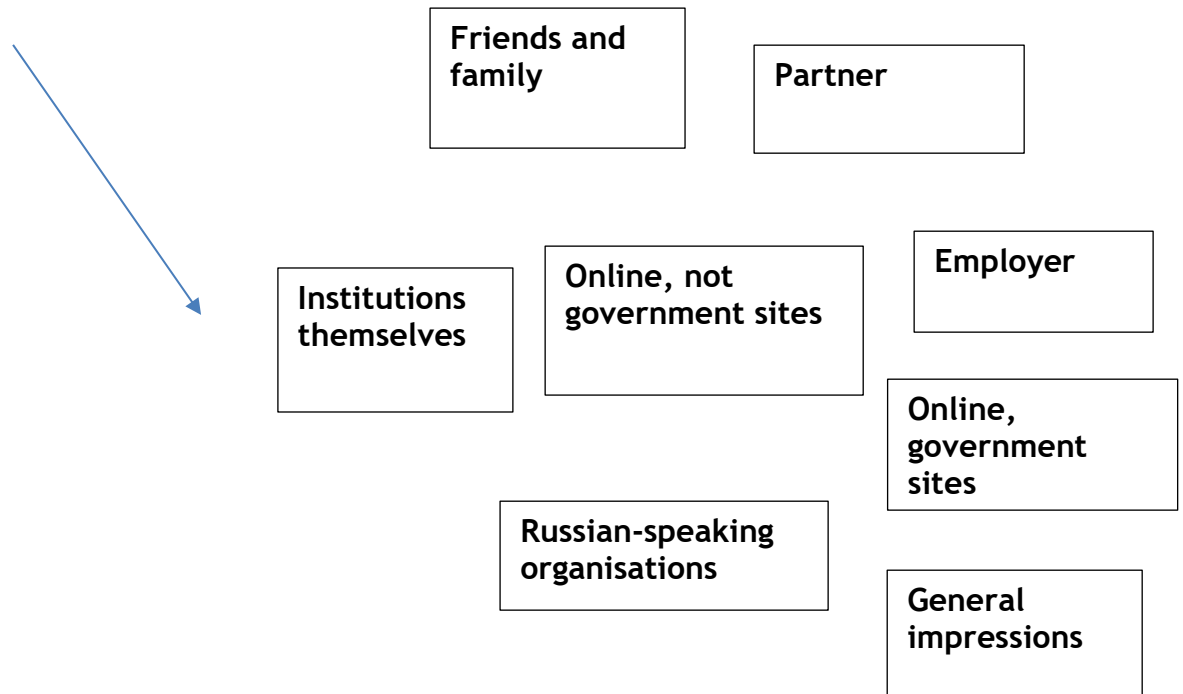 Friends and
family
Partner
Institutions
themselves
Online, not
government sites
Employer
Online,
government
sites
Russian-speaking
organisations
General
impressions